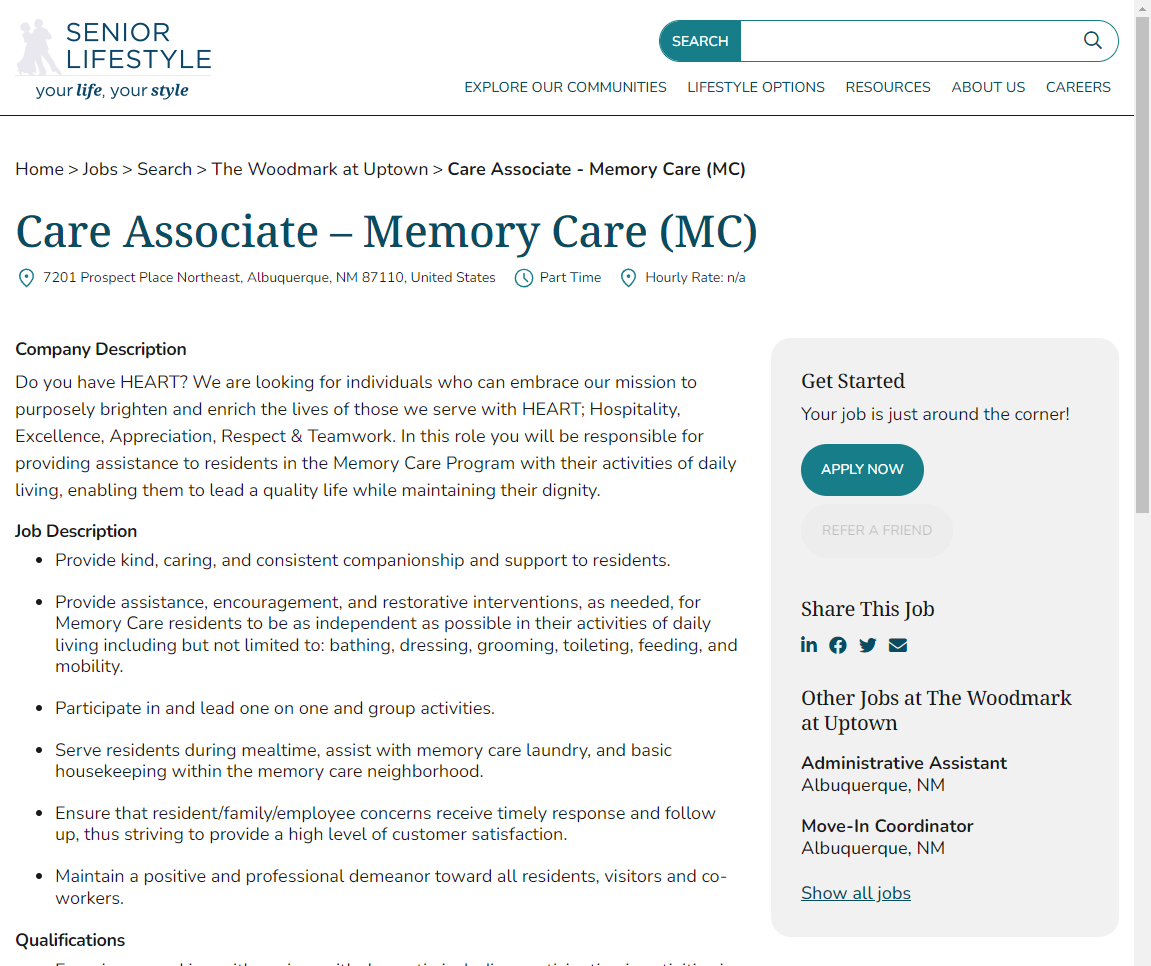 SENIOR
LIFESTYLE
your life, your style
SEARCH
EXPLORE OUR COMMUNITIES LIFESTYLE OPTIONS RESOURCES ABOUT US CAREERS
Home > Jobs > Search > The Woodmark at Uptown > Care Associate - Memory Care (MC)
Care Associate – Memory Care (MC)
7201 Prospect Place Northeast, Albuquerque, NM 87110, United States Part Time Hourly Rate: n/a
Company Description
Do you have HEART? We are looking for individuals who can embrace our mission to
purposely brighten and enrich the lives of those we serve with HEART; Hospitality,
Excellence, Appreciation, Respect & Teamwork. In this role you will be responsible for
providing assistance to residents in the Memory Care Program with their activities of daily
living, enabling them to lead a quality life while maintaining their dignity.
Job Description
• Provide kind, caring, and consistent companionship and support to residents.
• Provide assistance, encouragement, and restorative interventions, as needed, for
Memory Care residents to be as independent as possible in their activities of daily
living including but not limited to: bathing, dressing, grooming, toileting, feeding, and
mobility.
• Participate in and lead one on one and group activities.
• Serve residents during mealtime, assist with memory care laundry, and basic
housekeeping within the memory care neighborhood.
• Ensure that resident/family/employee concerns receive timely response and follow
up, thus striving to provide a high level of customer satisfaction.
• Maintain a positive and professional demeanor toward all residents, visitors and co-
workers.
Qualifications
Get Started
Your job is just around the corner!
APPLY NOW
REFER A FRIEND
Share This Job
Other Jobs at The Woodmark
at Uptown
Administrative Assistant
Albuquerque, NM
Move-In Coordinator
Albuquerque, NM
Show all jobs